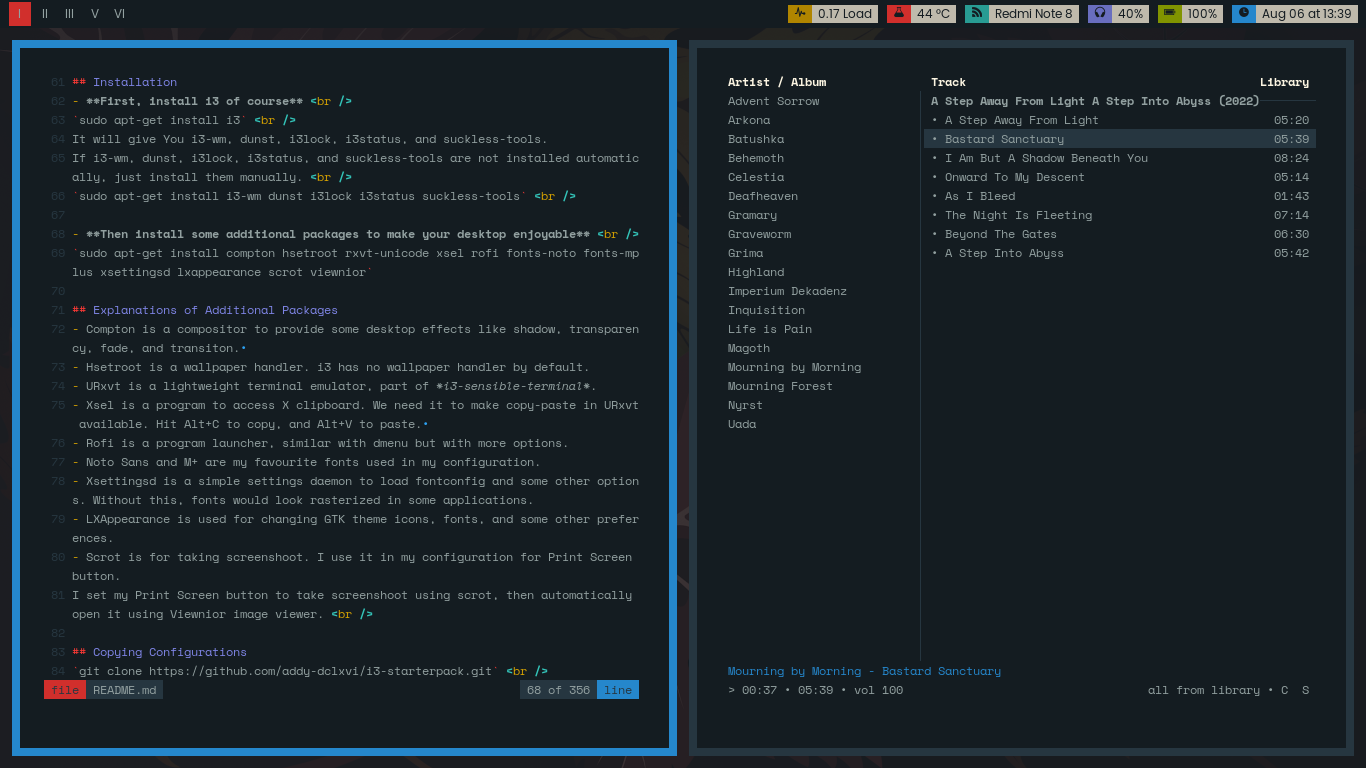 I II III V VI 0.17 Load 44 °C Redmi Note 8 40% 100% Aug 06 at 13:39
61 ## Installation
62 - **First, install i3 of course** <br />
63 `sudo apt-get install i3` <br />
64 It will give You i3-wm, dunst, i3lock, i3status, and suckless-tools.
65 If i3-wm, dunst, i3lock, i3status, and suckless-tools are not installed automatic
ally, just install them manually. <br />
66 `sudo apt-get install i3-wm dunst i3lock i3status suckless-tools` <br />
67
68 - **Then install some additional packages to make your desktop enjoyable** <br />
69 `sudo apt-get install compton hsetroot rxvt-unicode xsel rofi fonts-noto fonts-mp
lus xsettingsd lxappearance scrot viewnior`
70
71 ## Explanations of Additional Packages
72 - Compton is a compositor to provide some desktop effects like shadow, transparen
cy, fade, and transiton.•
73 - Hsetroot is a wallpaper handler. i3 has no wallpaper handler by default.
74 - URxvt is a lightweight terminal emulator, part of *i3-sensible-terminal*.
75 - Xsel is a program to access X clipboard. We need it to make copy-paste in URxvt
available. Hit Alt+C to copy, and Alt+V to paste.•
76 - Rofi is a program launcher, similar with dmenu but with more options.
77 - Noto Sans and M+ are my favourite fonts used in my configuration.
78 - Xsettingsd is a simple settings daemon to load fontconfig and some other option
s. Without this, fonts would look rasterized in some applications.
79 - LXAppearance is used for changing GTK theme icons, fonts, and some other prefer
ences.
80 - Scrot is for taking screenshoot. I use it in my configuration for Print Screen
button.
81 I set my Print Screen button to take screenshoot using scrot, then automatically
open it using Viewnior image viewer. <br />
82
83 ## Copying Configurations
84 `git clone https://github.com/addy-dclxvi/i3-starterpack.git` <br />
file README.md 68 of 356 line
Artist / Album
Advent Sorrow
Arkona
Batushka
Behemoth
Celestia
Deafheaven
Gramary
Graveworm
Grima
Highland
Imperium Dekadenz
Inquisition
Life is Pain
Magoth
Mourning by Morning
Mourning Forest
Nyrst
Uada
Track Library
A Step Away From Light A Step Into Abyss (2022)
• A Step Away From Light 05:20
• Bastard Sanctuary 05:39
• I Am But A Shadow Beneath You 08:24
• Onward To My Descent 05:14
• As I Bleed 01:43
• The Night Is Fleeting 07:14
• Beyond The Gates 06:30
• A Step Into Abyss 05:42
Mourning by Morning - Bastard Sanctuary
> 00:37 • 05:39 • vol 100 all from library • C S